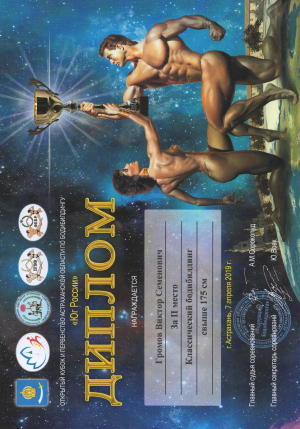 ОТКРЫТЫЙ КУБОК И ПЕРВЕНСТВО АСТРАХАНСКОЙ ОБЛАСТИ ПО БОДИБИЛДИНГУ
«Юг России»
ДИПЛОМ
НАГРАЖДАЕТСЯ
Громов Виктор Семенович
За II место
Классический бодибилдинг
свыше 175 см
г. Астрахань, 7 апреля 2019 г.
Главный судья соревнований
Главный секретарь соревнований